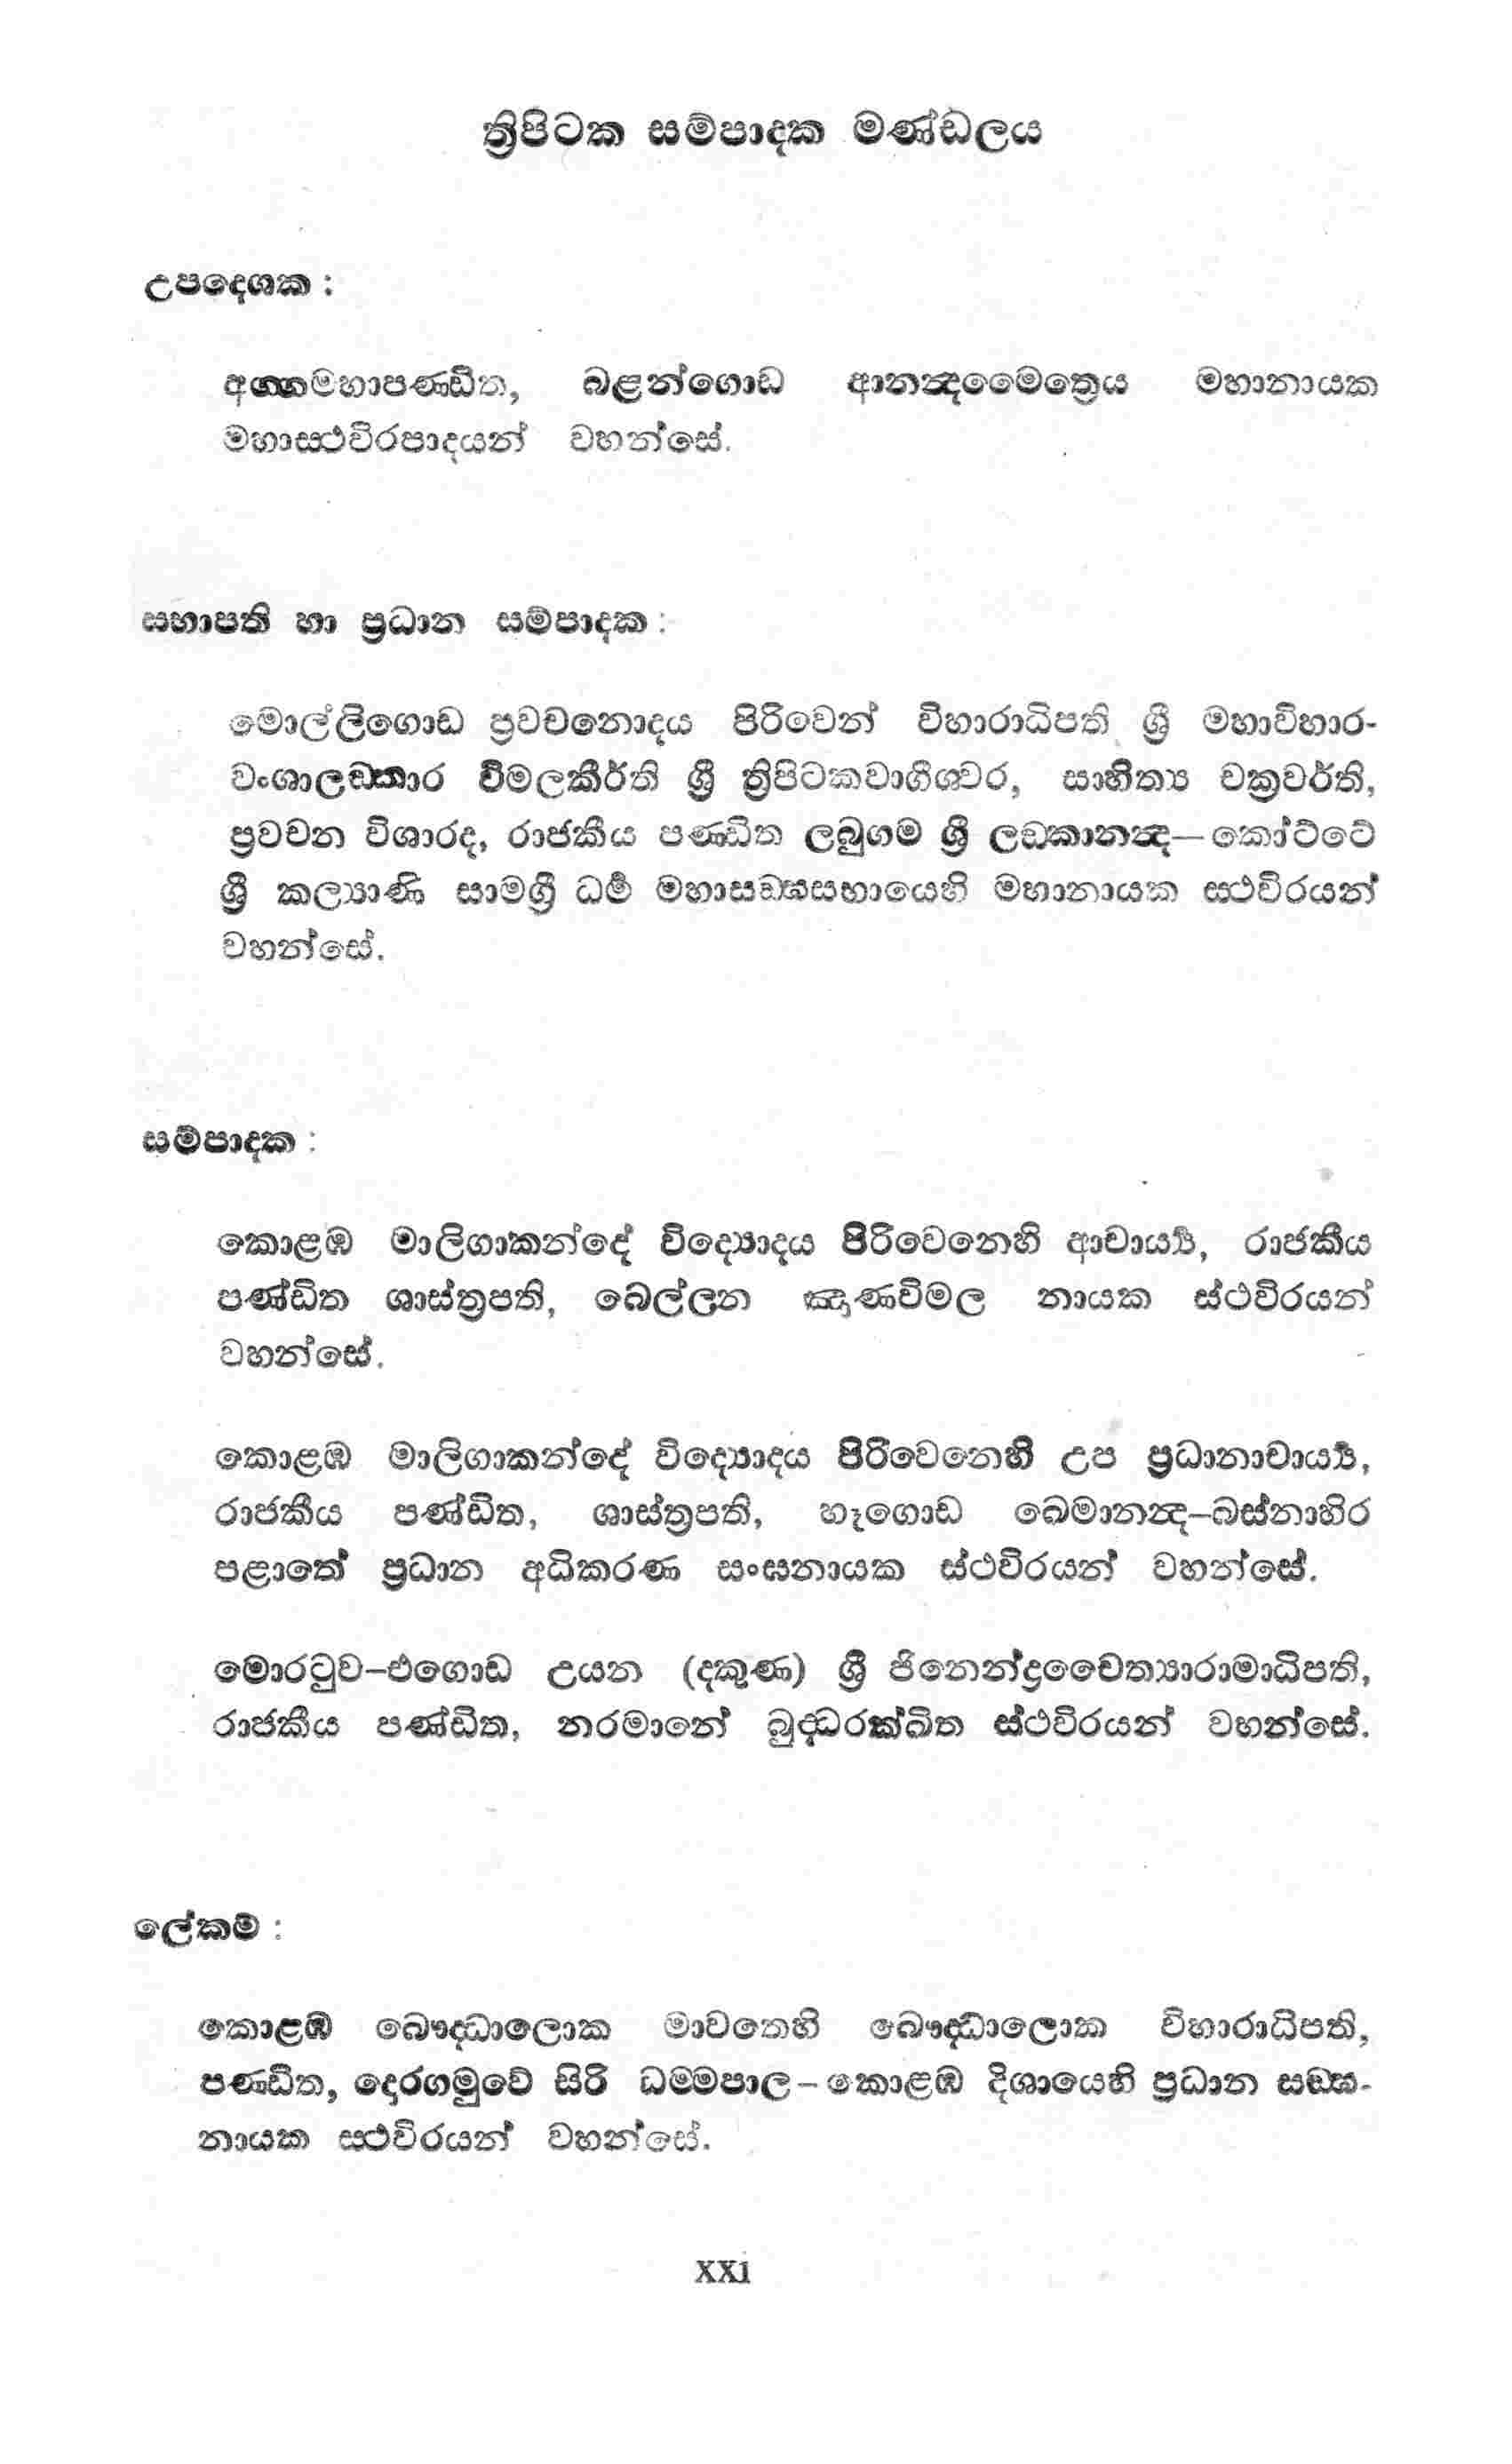 ත්‍රිපිටක සම්පාදක මණ්ඩලය
උපදෙශක :
අග්‍ගමහාපණ්‍ඩිත, බළන්ගොඩ ආනන්‍දමෛත්‍රෙය මහානායක
මහාස්‍ථවිරපාදයන් වහන්සේ.
සභාපති හා ප්‍රධාන සම්පාදක :
මොල්ලිගොඩ ප්‍රවචනොදය පිරිවෙන් විහාරාධිපති ශ්‍රී මහාවිහාර-
වංශාලඞ්කාර විමලකීර්ති ශ්‍රී ත්‍රිපිටකවාගීශ්‍වර, සාහිත්‍ය චක්‍රවර්ති,
ප්‍රවචන විශාරද, රාජකීය පණ්‍ඩිත ලබුගම ශ්‍රී ලඞ්කානන්‍ද—කෝට්ටේ
ශ්‍රී කල්‍යාණි සාමග්‍රී ධර්‍ම මහාසඞ්ඝසභායෙහි මහානායක ස්‍ථවිරයන්
වහන්සේ.
සම්පාදක :
කොළඹ මාලිගාකන්දේ විද්‍යොදය පිරිවෙනෙහි ආචාර්‍ය්‍ය, රාජකීය
පණ්ඩිත ශාස්ත්‍රපති, බෙල්ලන ඤාණවිමල නායක ස්ථවිරයන්
වහන්සේ.
කොළඹ මාලිගාකන්දේ විද්‍යොදය පිරිවෙනෙහි උප ප්‍රධානාචාර්‍ය්‍ය,
රාජකීය පණ්ඩිත, ශාස්ත්‍රපති, හෑගොඩ ඛෙමානන්‍ද–බස්නාහිර
පළාතේ ප්‍රධාන අධිකරණ සංඝනායක ස්ථවිරයන් වහන්සේ.
මොරටුව–එගොඩ උයන (දකුණ) ශ්‍රී ජිනෙන්ද්‍රචෛත්‍යාරාමාධිපති,
රාජකීය පණ්ඩිත, නරමානේ බුද්‍ධරක්ඛිත ස්ථවිරයන් වහන්සේ.
ලේකම් :
කොළඹ බෞද්‍ධාලොක මාවතෙහි බෞද්‍ධාලොක විහාරාධිපති,
පණ්‍ඩිත, දොරගමුවේ සිරි ධම්‍මපාල–කොළඹ දිශායෙහි ප්‍රධාන සඞ්ඝ-
නායක ස්‍ථවිරයන් වහන්සේ.
xxi